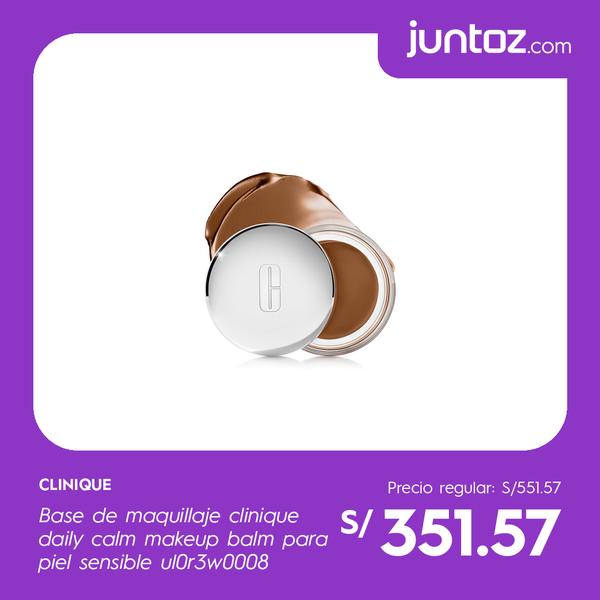 juntoz.com
C
CLINIQUE
Base de maquillaje clinique
daily calm makeup balm para
piel sensible ul0r3w0008
Precio regular: S/551.57
S/ 351.57